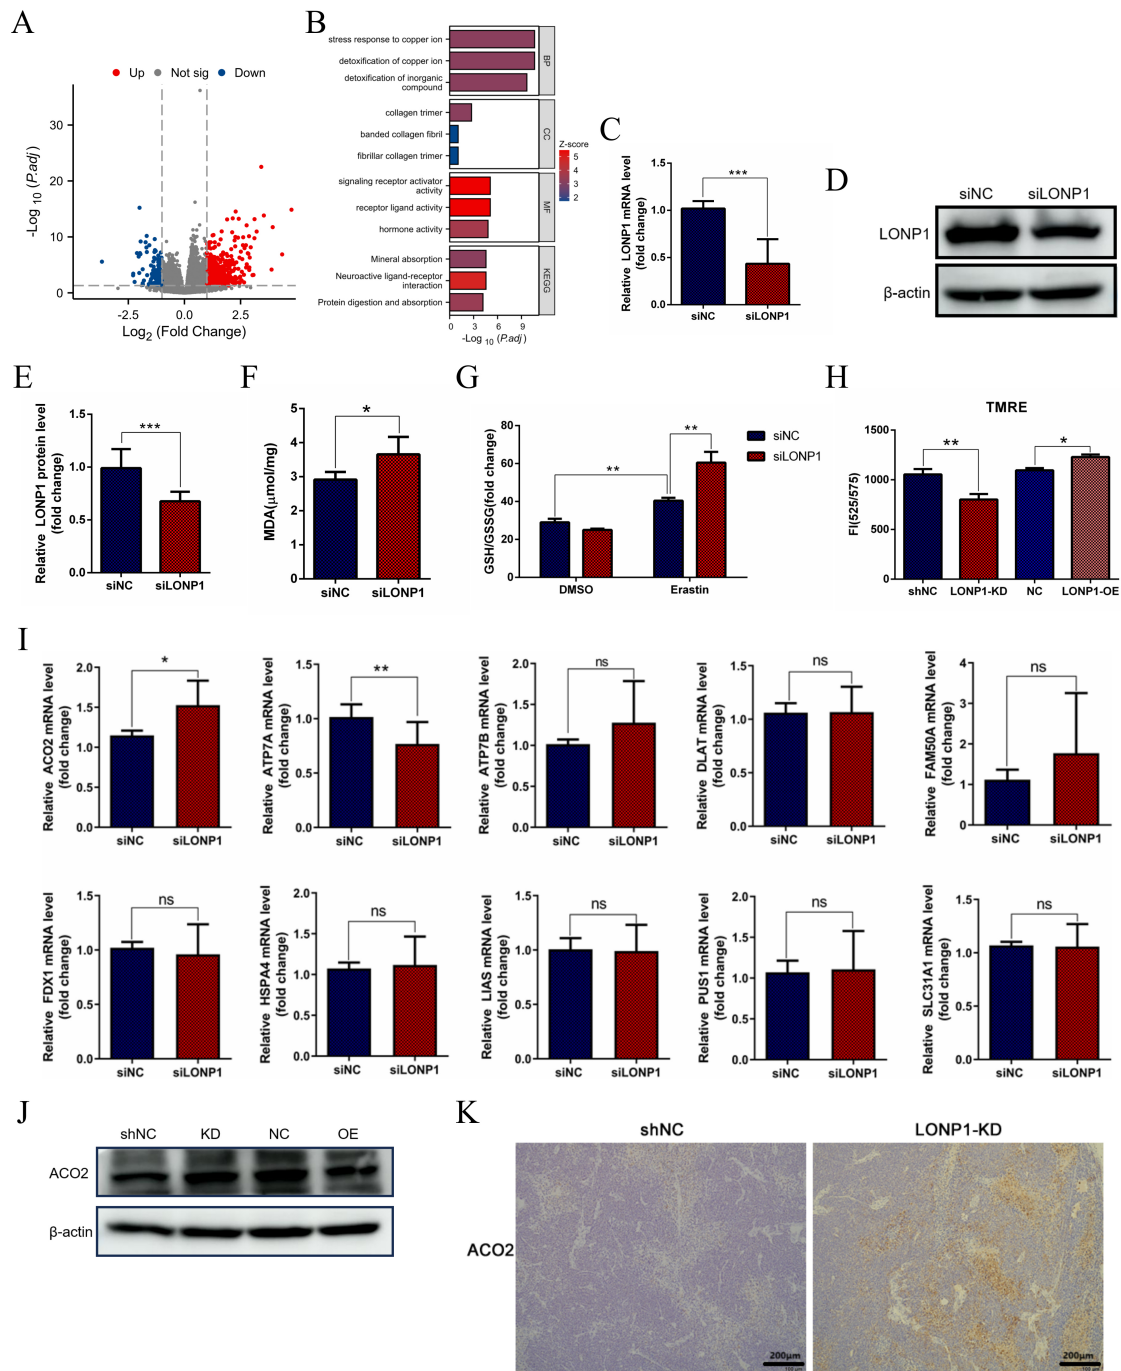 A
Up Not sig Down
-Log10 (P.adj)
30
20
10
0
-2.5 0.0 2.5
Log2 (Fold Change)
B
stress response to copper ion
detoxification of copper ion
detoxification of inorganic
compound
BP
collagen trimer
banded collagen fibril
fibrillar collagen trimer
CC
signaling receptor activator
activity
receptor ligand activity
hormone activity
MF
Mineral absorption
Neuroactive ligand-receptor
interaction
Protein digestion and absorption
KEGG
0 3 6 9
-Log10 (P.adj)
Z-score
5
4
3
2
C
Relative LONP1 mRNA level
(fold change)
1.5
1.0
0.5
0.0
***
siNC siLONP1
D
siNC siLONP1
LONP1
β-actin
E
Relative LONP1 protein level
(fold change)
1.5
1.0
0.5
0.0
***
siNC siLONP1
F
MDA(μmol/mg)
5
4
3
2
1
0
*
siNC siLONP1
G
GSH/GSSG(fold change)
80
60
40
20
0
**
**
siNC
siLONP1
DMSO Erastin
H
TMRE
FI(525/575)
1500
1000
500
0
**
*
shNC LONP1-KD NC LONP1-OE
I
Relative ACO2 mRNA level
(fold change)
2.0
1.5
1.0
0.5
0.0
*
siNC siLONP1
Relative ATP7A mRNA level
(fold change)
1.5
1.0
0.5
0.0
**
siNC siLONP1
Relative ATP7B mRNA level
(fold change)
2.0
1.5
1.0
0.5
0.0
ns
siNC siLONP1
Relative DLAT mRNA level
(fold change)
1.5
1.0
0.5
0.0
ns
siNC siLONP1
Relative FAM50A mRNA level
(fold change)
4
3
2
1
0
ns
siNC siLONP1
Relative FDX1 mRNA level
(fold change)
1.5
1.0
0.5
0.0
ns
siNC siLONP1
Relative HSPA4 mRNA level
(fold change)
2.0
1.5
1.0
0.5
0.0
ns
siNC siLONP1
Relative LIAS mRNA level
(fold change)
1.5
1.0
0.5
0.0
ns
siNC siLONP1
Relative PUS1 mRNA level
(fold change)
2.0
1.5
1.0
0.5
0.0
ns
siNC siLONP1
Relative SLC31A1 mRNA level
(fold change)
1.5
1.0
0.5
0.0
ns
siNC siLONP1
J
shNC KD NC OE
ACO2
β-actin
K
shNC LONP1-KD
ACO2
200μm
200μm